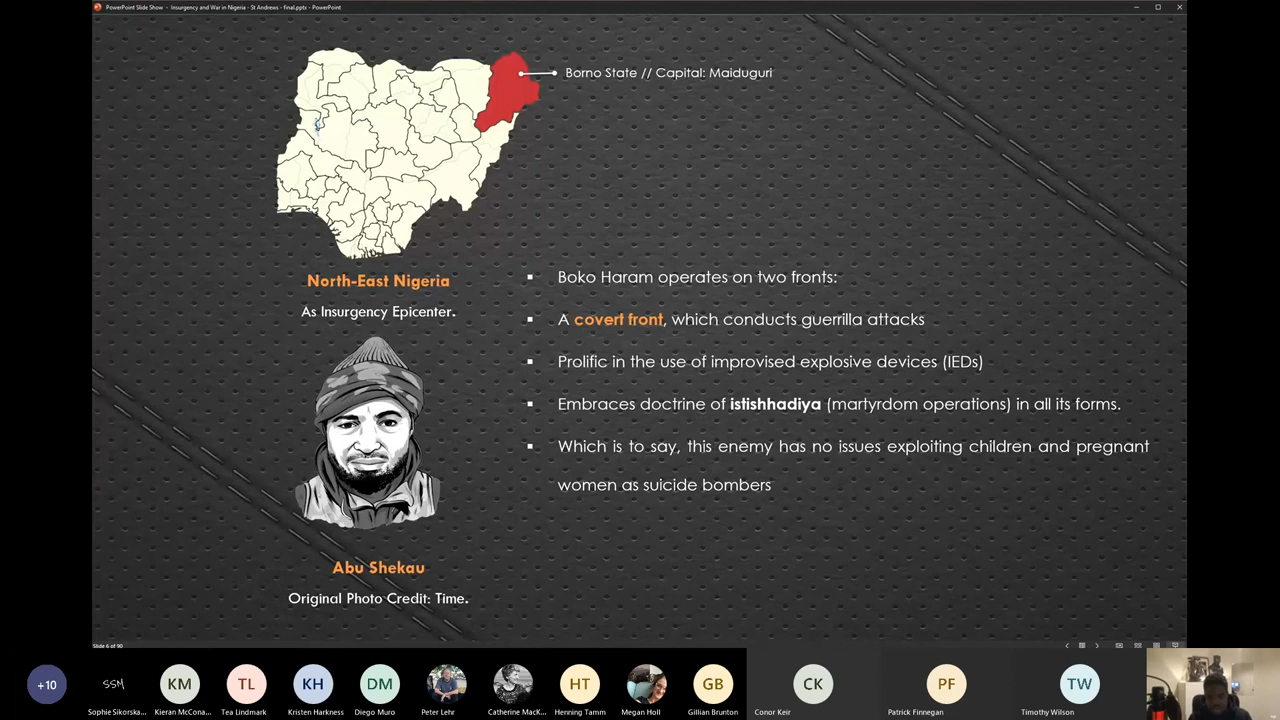 PowerPoint Slide Show - Insurgency and War in Nigeria - St Andrews - Final.pptx - PowerPoint
Borno State // Capital: Maiduguri
North-East Nigeria
As Insurgency Epicenter.
Abu Shekau
Original Photo Credit: Time.
Boko Haram operates on two fronts:
A covert front, which conducts guerrilla attacks
Prolific in the use of improvised explosive devices (IEDs)
Embraces doctrine of istishhadiya (martyrdom operations) in all its forms.
Which is to say, this enemy has no issues exploiting children and pregnant
women as suicide bombers
Slide 6 of 90
+10
SSM
KM
TL
KH
DM
HT
GB
CK
PF
TW
Sophie Sikorska...
Kieran McCona...
Tea Lindmark
Kristen Harkness
Diego Muro
Peter Lehr
Catherine MacK...
Henning Tamm
Megan Holl
Gillian Brunton
Conor Keir
Patrick Finnegan
Timothy Wilson